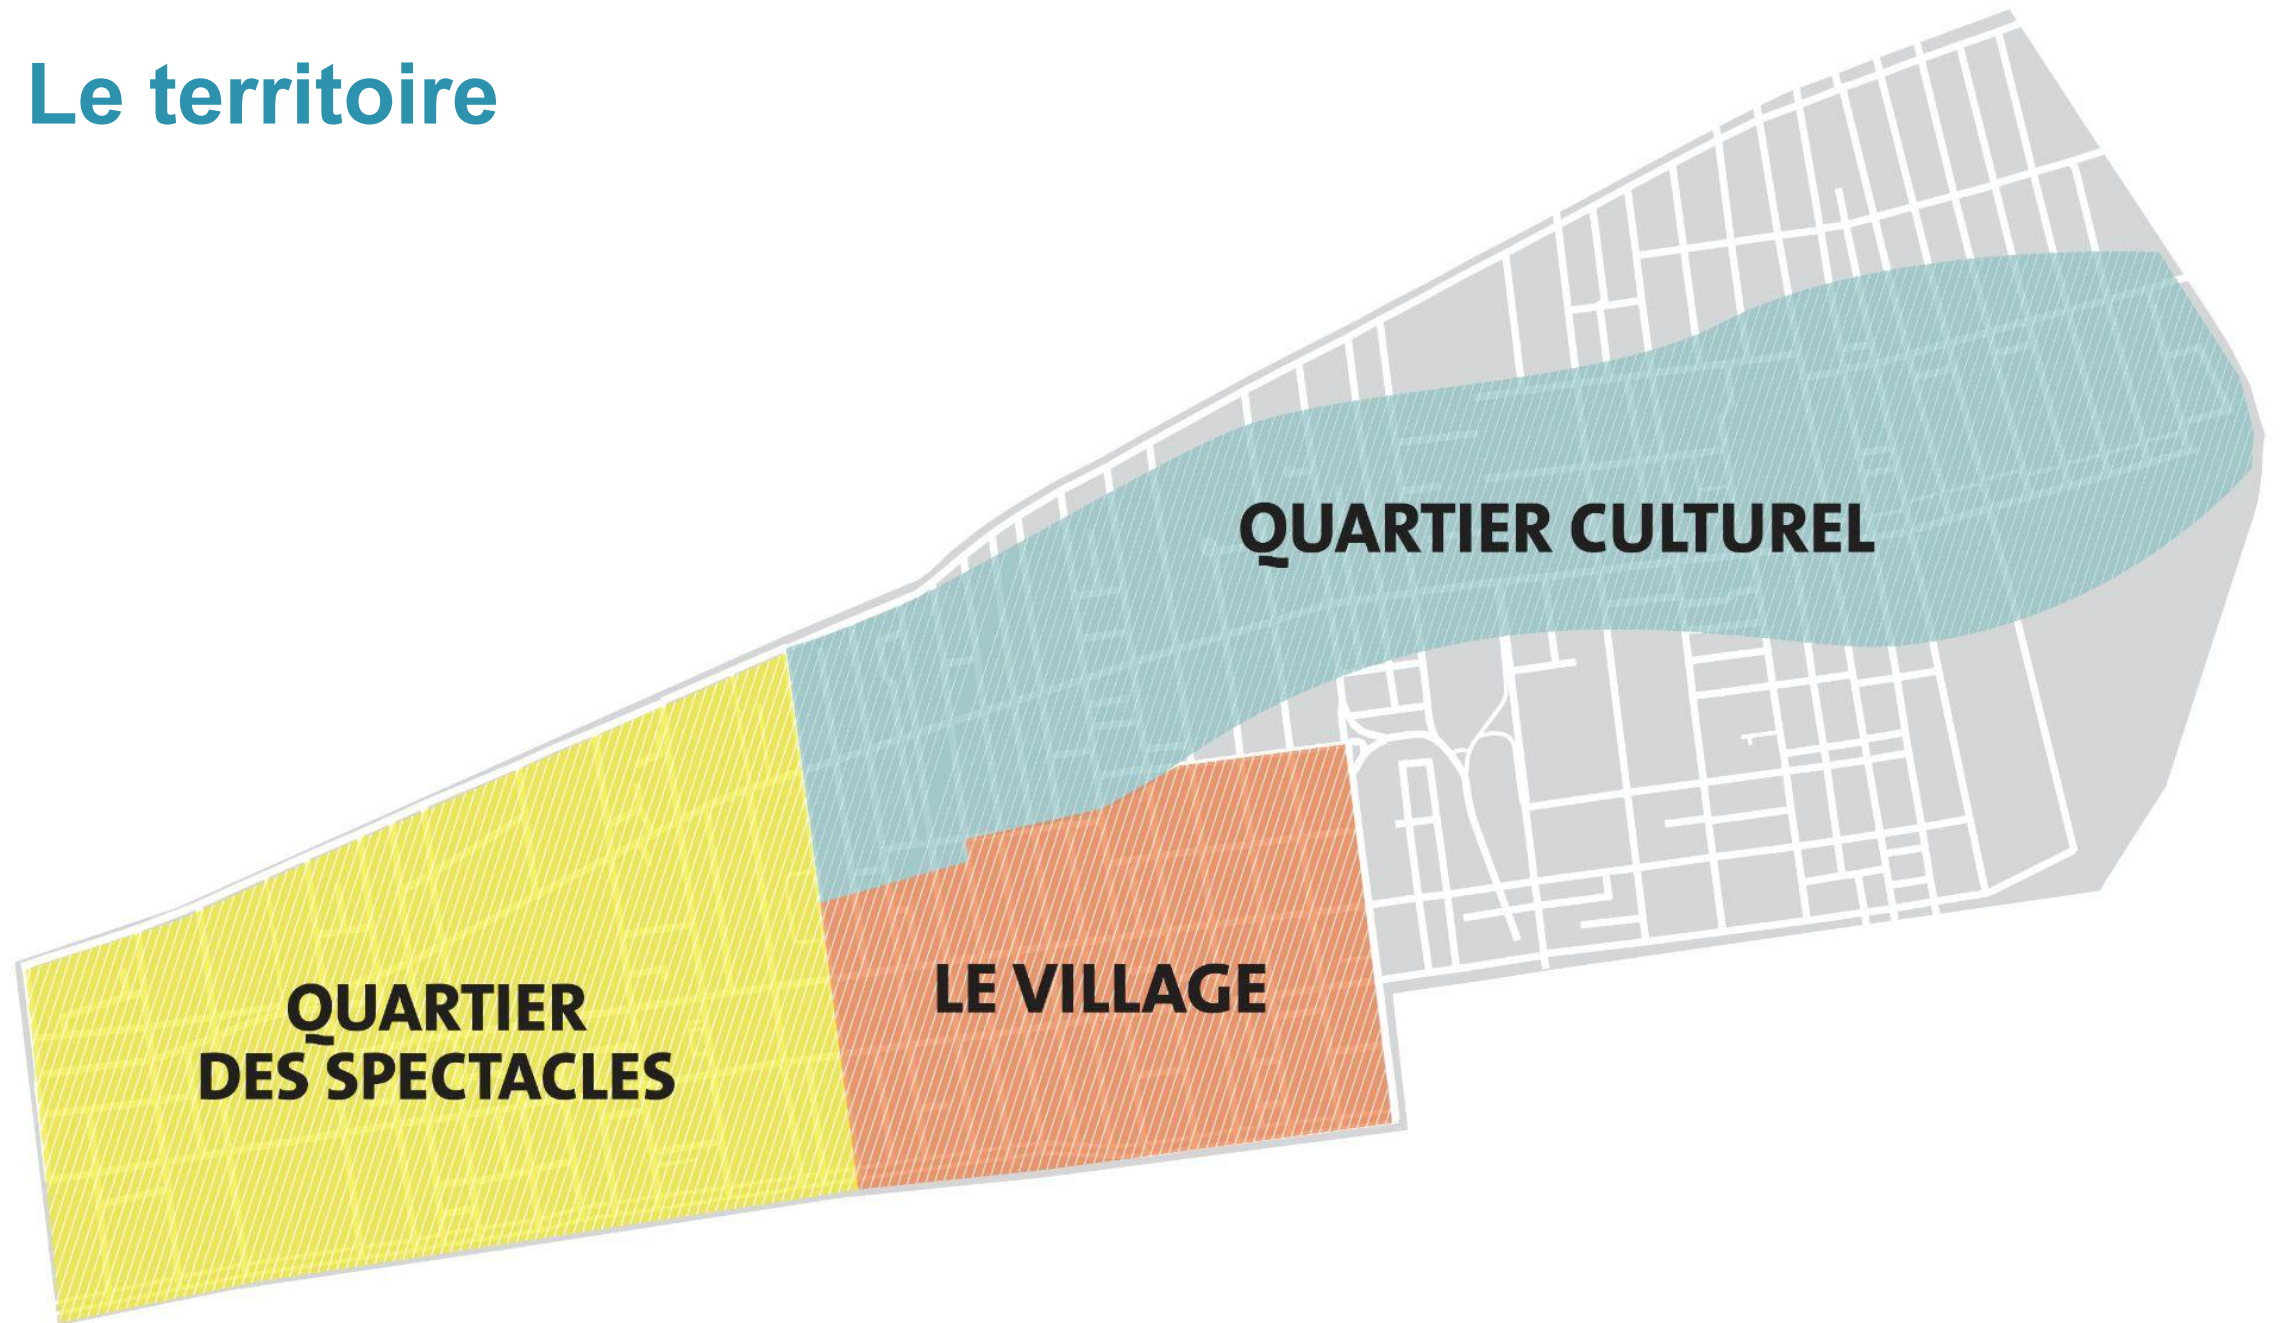 Le territoire
QUARTIER CULTUREL
LE VILLAGE
QUARTIER
DES SPECTACLES